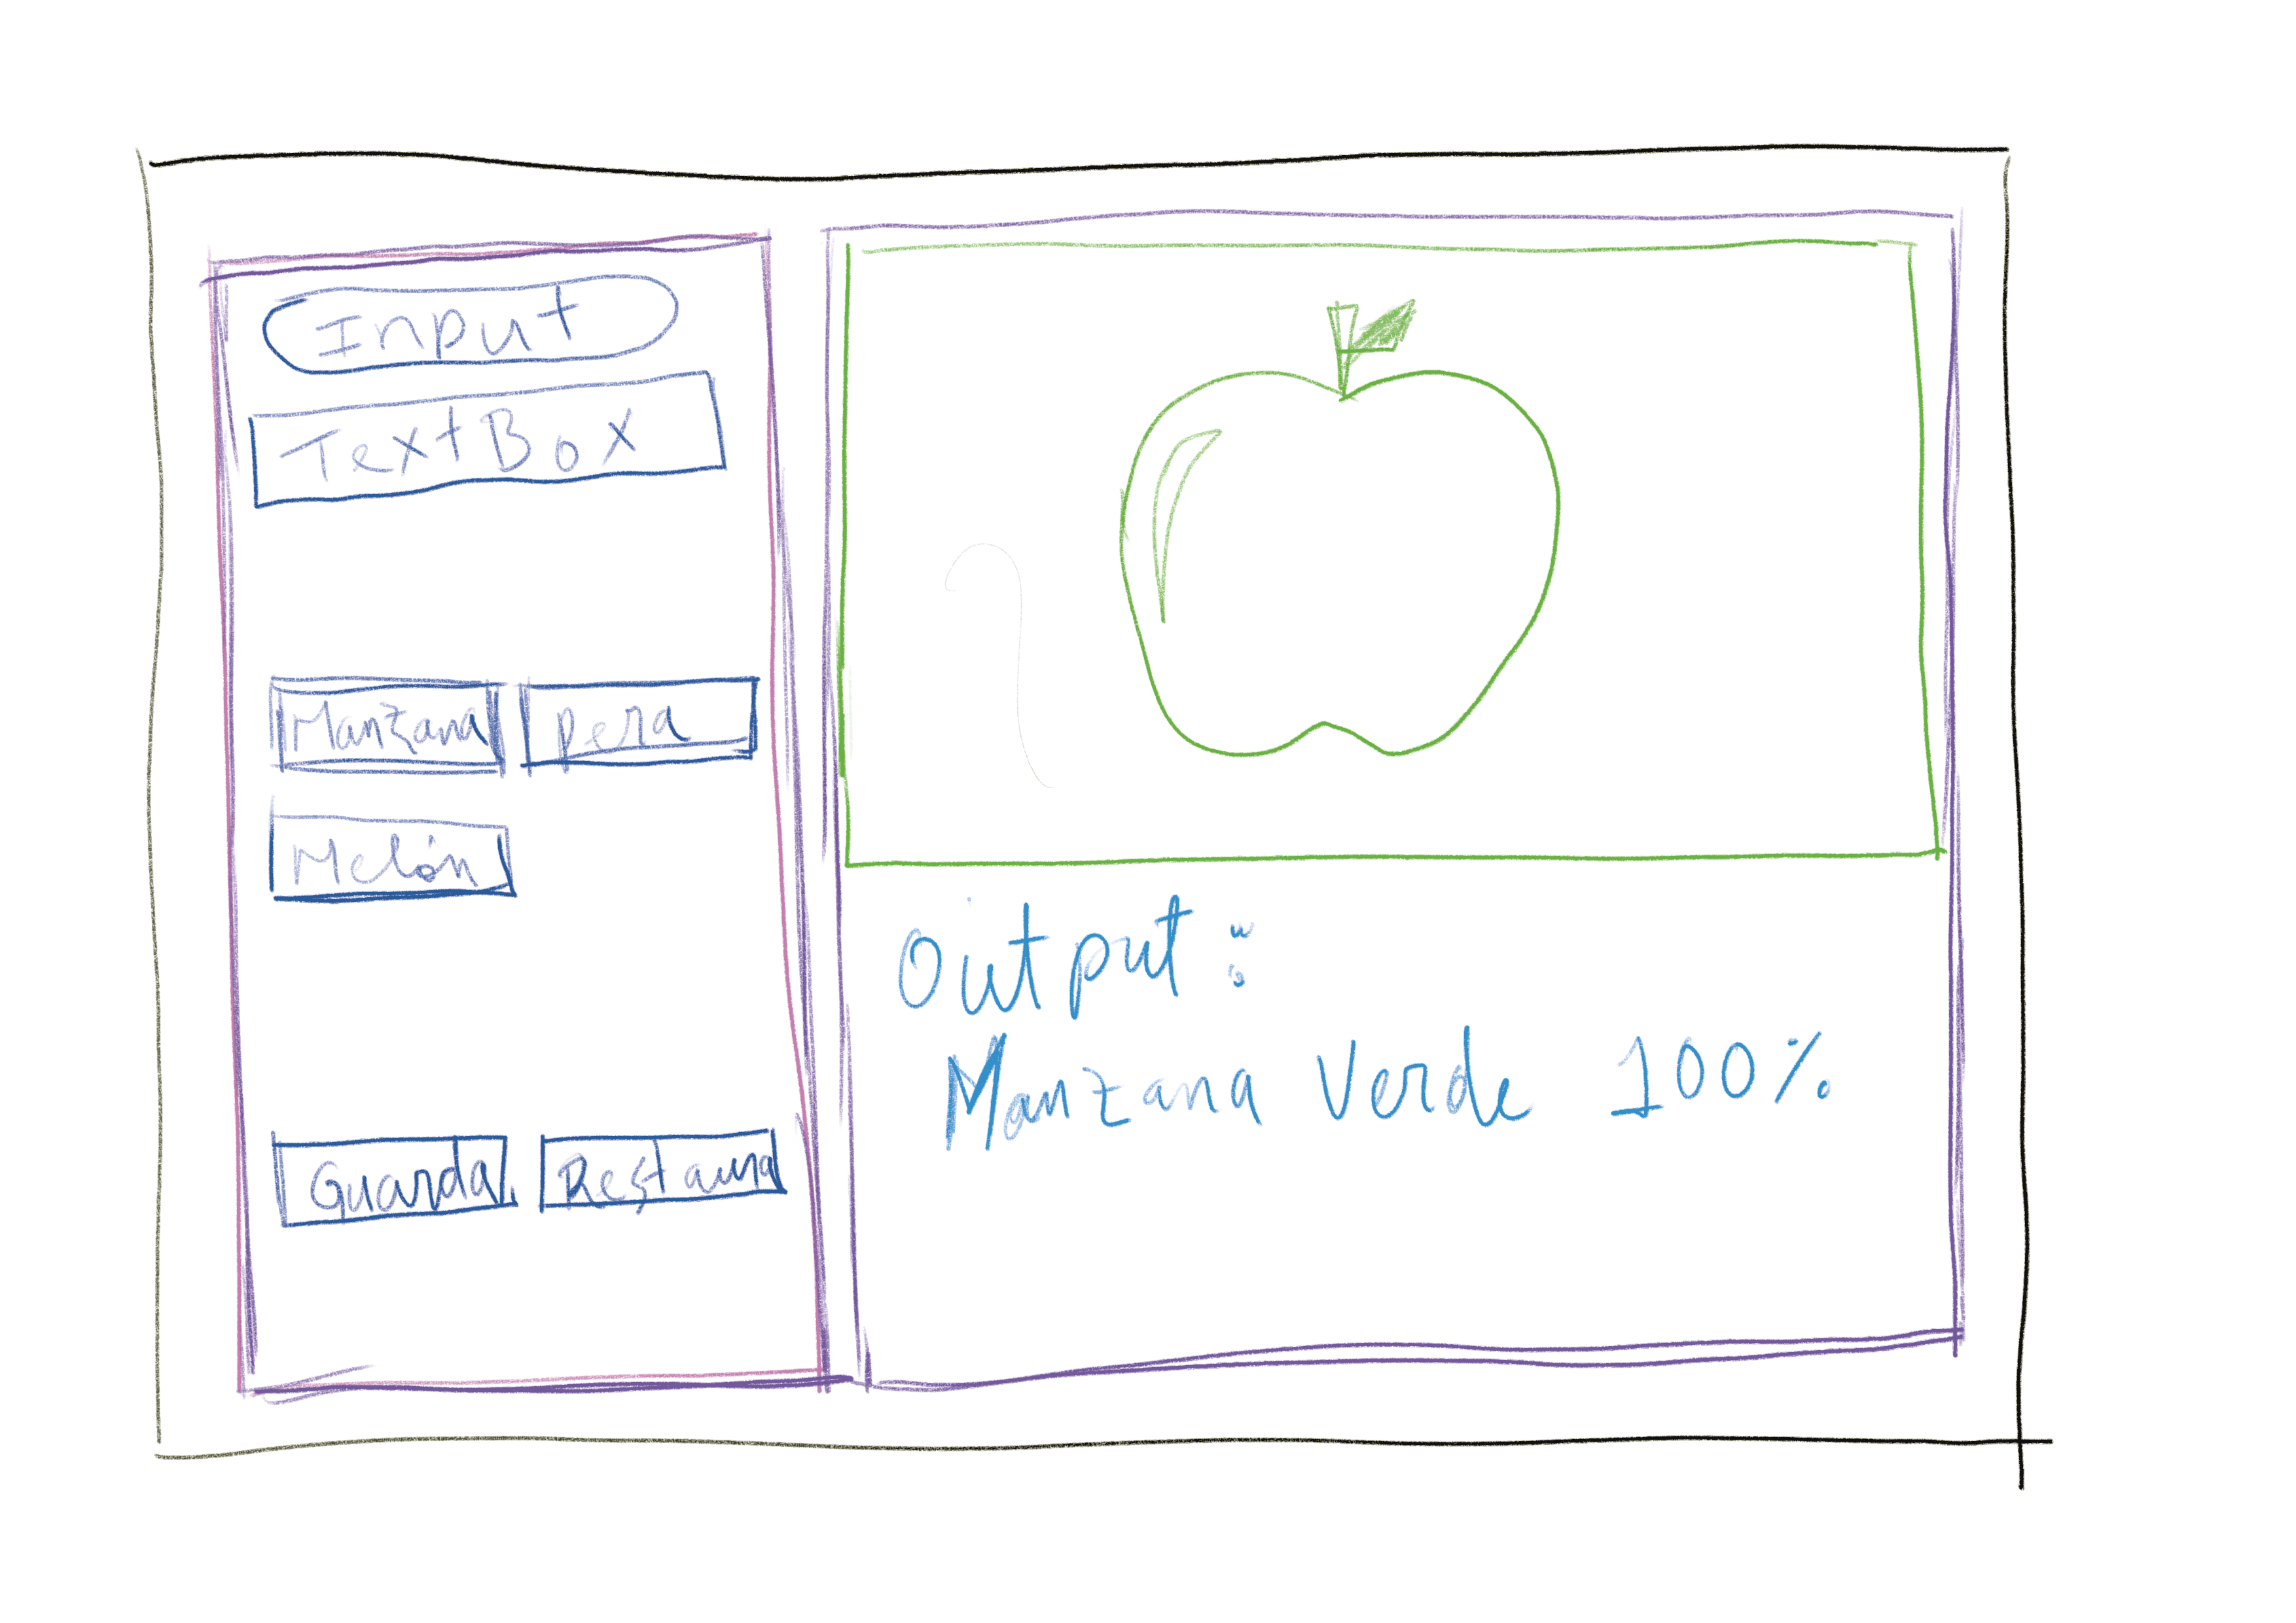 Input
TextBox
Manzana
pera
Melón
Guarda
Restaura
Output:
Manzana Verde 100%